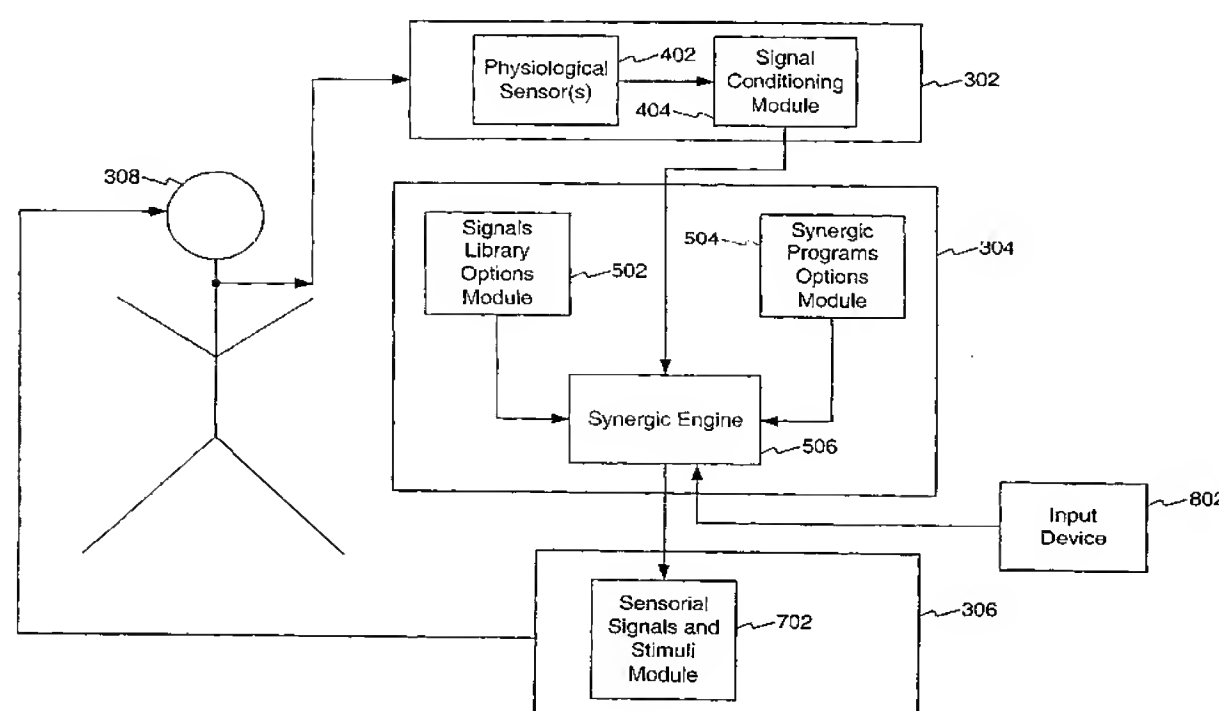 Physiological
Sensor(s)
402
Signal
Conditioning
Module
404
302
308
Signals
Library
Options
Module
502
504
Synergic
Programs
Options
Module
304
Synergic Engine
506
Input
Device
802
Sensorial
Signals and
Stimuli
Module
702
306